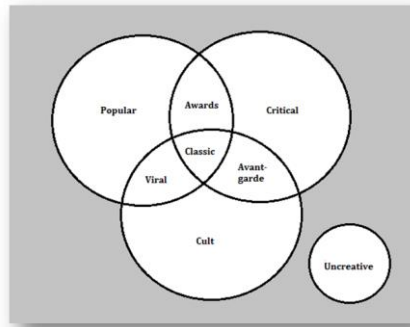 Awards
Popular
Critical
Classic
Avant-
garde
Viral
Cult
Uncreative